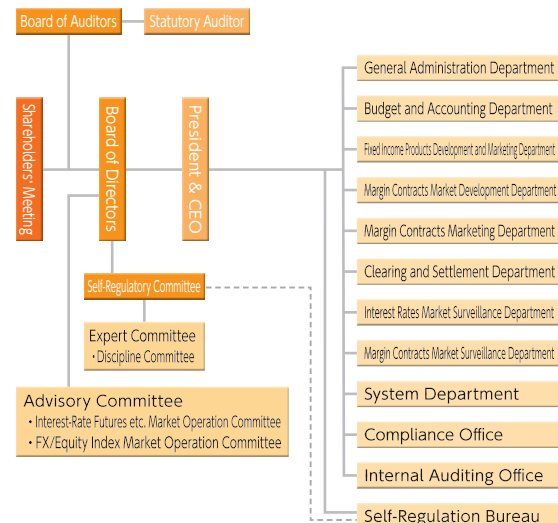 Board of Auditors
Statutory Auditor
Shareholders' Meeting
Board of Directors
President & CEO
Self-Regulatory Committee
Expert Committee
・Discipline Committee
Advisory Committee
・Interest-Rate Futures etc. Market Operation Committee
・FX/Equity Index Market Operation Committee
General Administration Department
Budget and Accounting Department
Fixed Income Products Development and Marketing Department
Margin Contracts Market Development Department
Margin Contracts Marketing Department
Clearing and Settlement Department
Interest Rates Market Surveillance Department
Margin Contracts Market Surveillance Department
System Department
Compliance Office
Internal Auditing Office
Self-Regulation Bureau